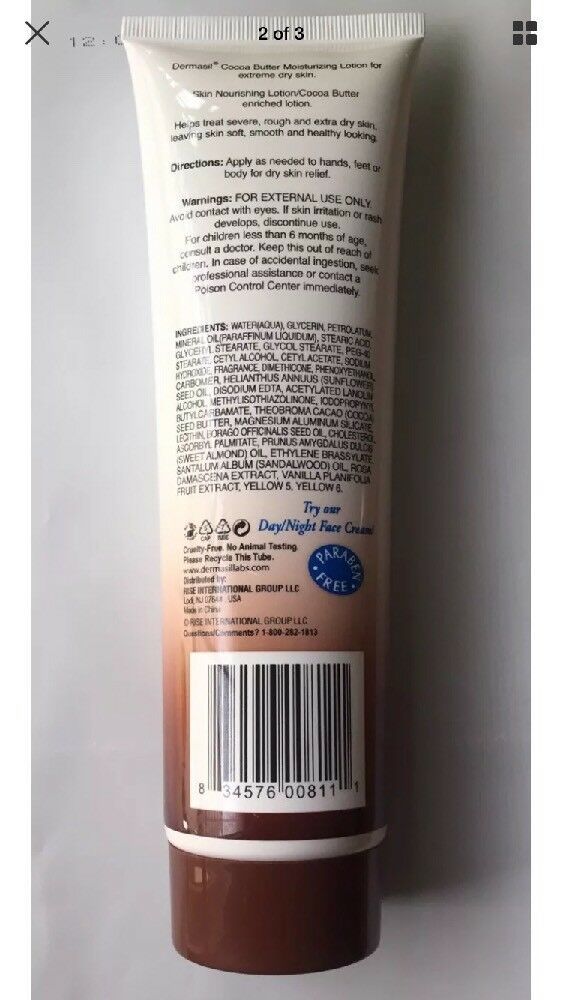 2 of 3
Dermasil® Cocoa Butter Moisturizing Lotion for
extreme dry skin.
Skin Nourishing Lotion/Cocoa Butter
enriched lotion.
Helps treat severe, rough and extra dry skin,
leaving skin soft, smooth and healthy looking.
Directions: Apply as needed to hands, feet or
body for dry skin relief.
Warnings: FOR EXTERNAL USE ONLY.
Avoid contact with eyes. If skin irritation or rash
develops, discontinue use.
For children less than 6 months of age,
consult a doctor. Keep this out of reach of
children. In case of accidental ingestion, seek
professional assistance or contact a
Poison Control Center immediately.
INGREDIENTS: WATER(AQUA), GLYCERIN, PETROLATUM,
MINERAL OIL(PARAFFINUM LIQUIDUM), STEARIC ACID,
GLYCERYL STEARATE, GLYCOL STEARATE, PEG-40
STEARATE, CETYL ALCOHOL, CETYL ACETATE, SODIUM
HYDROXIDE, FRAGRANCE, DIMETHICONE, PHENOXYETHANOL,
CARBOMER, HELIANTHUS ANNUUS (SUNFLOWER)
SEED OIL, DISODIUM EDTA, ACETYLATED LANOLIN
ALCOHOL, METHYLISOTHIAZOLINONE, IODOPROPYNYL
BUTYLCARBAMATE, THEOBROMA CACAO (COCOA)
SEED BUTTER, MAGNESIUM ALUMINUM SILICATE,
LECITHIN, BORAGO OFFICINALIS SEED OIL, CHOLESTEROL,
ASCORBYL PALMITATE, PRUNUS AMYGDALUS DULCIS
(SWEET ALMOND) OIL, ETHYLENE BRASSYLATE,
SANTALUM ALBUM (SANDALWOOD) OIL, ROSA
DAMASCENA EXTRACT, VANILLA PLANIFOLIA
FRUIT EXTRACT, YELLOW 5, YELLOW 6.
Try our
Day/Night Face Cream!
PARABEN
FREE
Cruelty-Free. No Animal Testing.
Please Recycle This Tube.
www.dermasillabs.com
Distributed by:
RISE INTERNATIONAL GROUP LLC
Lodi, NJ 07644 USA
Made in China
© RISE INTERNATIONAL GROUP LLC
Questions/Comments? 1-800-262-1813
8 34576 00811 1